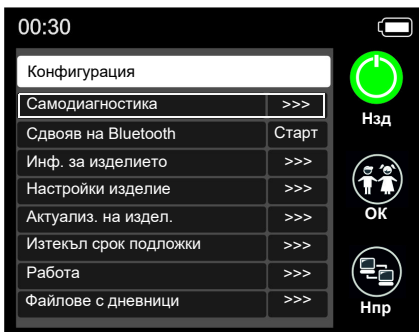 00:30
Конфигурация
Самодиагностика >>>
Нзд
Сдвояв на Bluetooth Старт
Инф. за изделието >>>
Настройки изделие >>>
ОК
Актуализ. на издел. >>>
Изтекъл срок подложки >>>
Работа >>>
Файлове с дневници >>>
Нпр